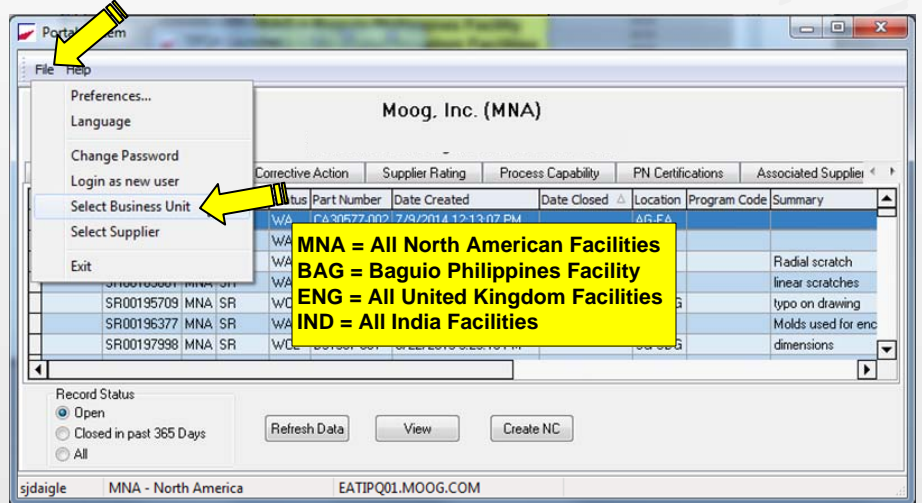 Portal
em
File Help
Preferences...
Language
Change Password
Login as new user
Select Business Unit
Select Supplier
Exit
Moog, Inc. (MNA)
Corrective Action Supplier Rating Process Capability PN Certifications Associated Supplier
Part Number Date Created Date Closed Location Program Code Summary
WA CA30577-002 7/9/2014 12:13:07 PM AG-EA
MNA = All North American Facilities
BAG = Baguio Philippines Facility
ENG = All United Kingdom Facilities
IND = All India Facilities
Radial scratch
MNA SR linear scratches
SR00195709 MNA SR typo on drawing
SR00196377 MNA SR Molds used for enc
SR00197998 MNA SR dimensions
Record Status
Open
Closed in past 365 Days
All
Refresh Data View Create NC
sjdaigle MNA - North America EATIPQ01.MOOG.COM